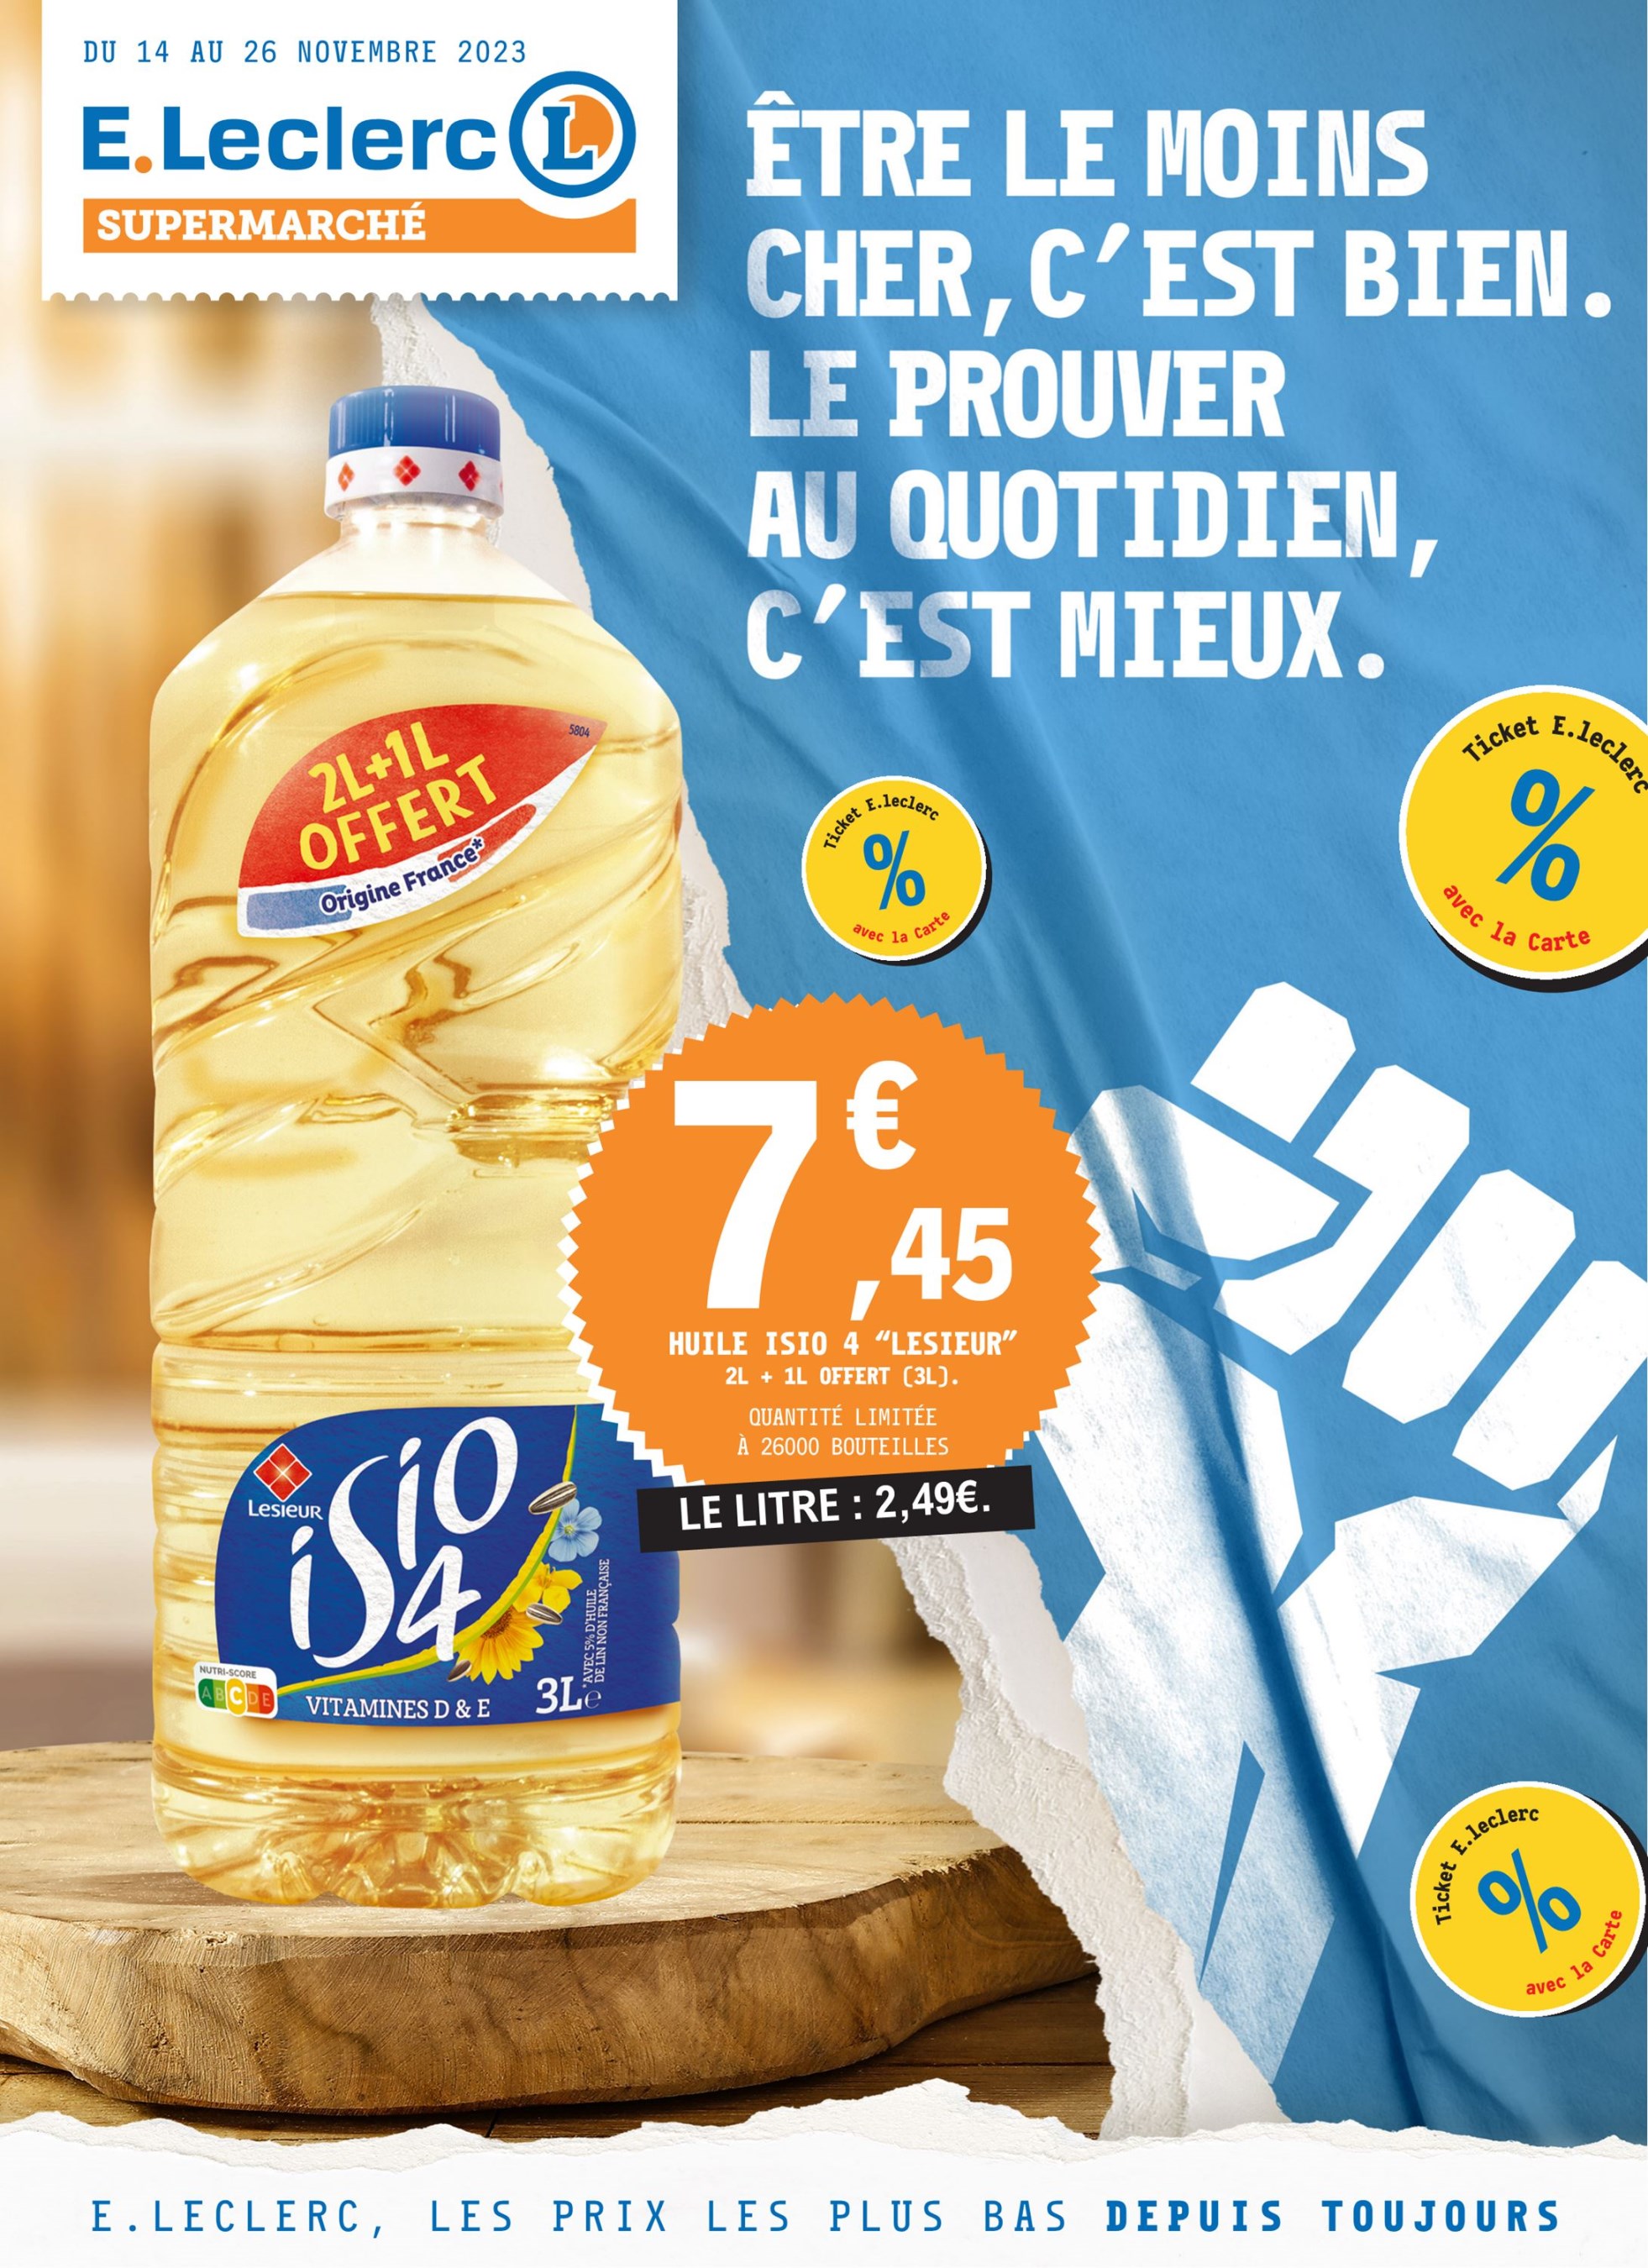 DU 14 AU 26 NOVEMBRE 2023
E.Leclerc L
SUPERMARCHÉ
ÊTRE LE MOINS
CHER, C'EST BIEN.
LE PROUVER
AU QUOTIDIEN,
C'EST MIEUX.
5804
2L+1L
OFFERT
Origine France*
Ticket E.leclerc
%
avec la Carte
Ticket E.leclerc
%
avec la Carte
7€,45
HUILE ISIO 4 “LESIEUR”
2L + 1L OFFERT (3L).
QUANTITÉ LIMITÉE
À 26000 BOUTEILLES
LE LITRE : 2,49€.
Lesieur
iSio
4
*AVEC 5% D'HUILE
DE LIN NON FRANÇAISE
NUTRI-SCORE
A B C D E
VITAMINES D & E
3L e
Ticket E.leclerc
%
avec la Carte
E.LECLERC, LES PRIX LES PLUS BAS DEPUIS TOUJOURS